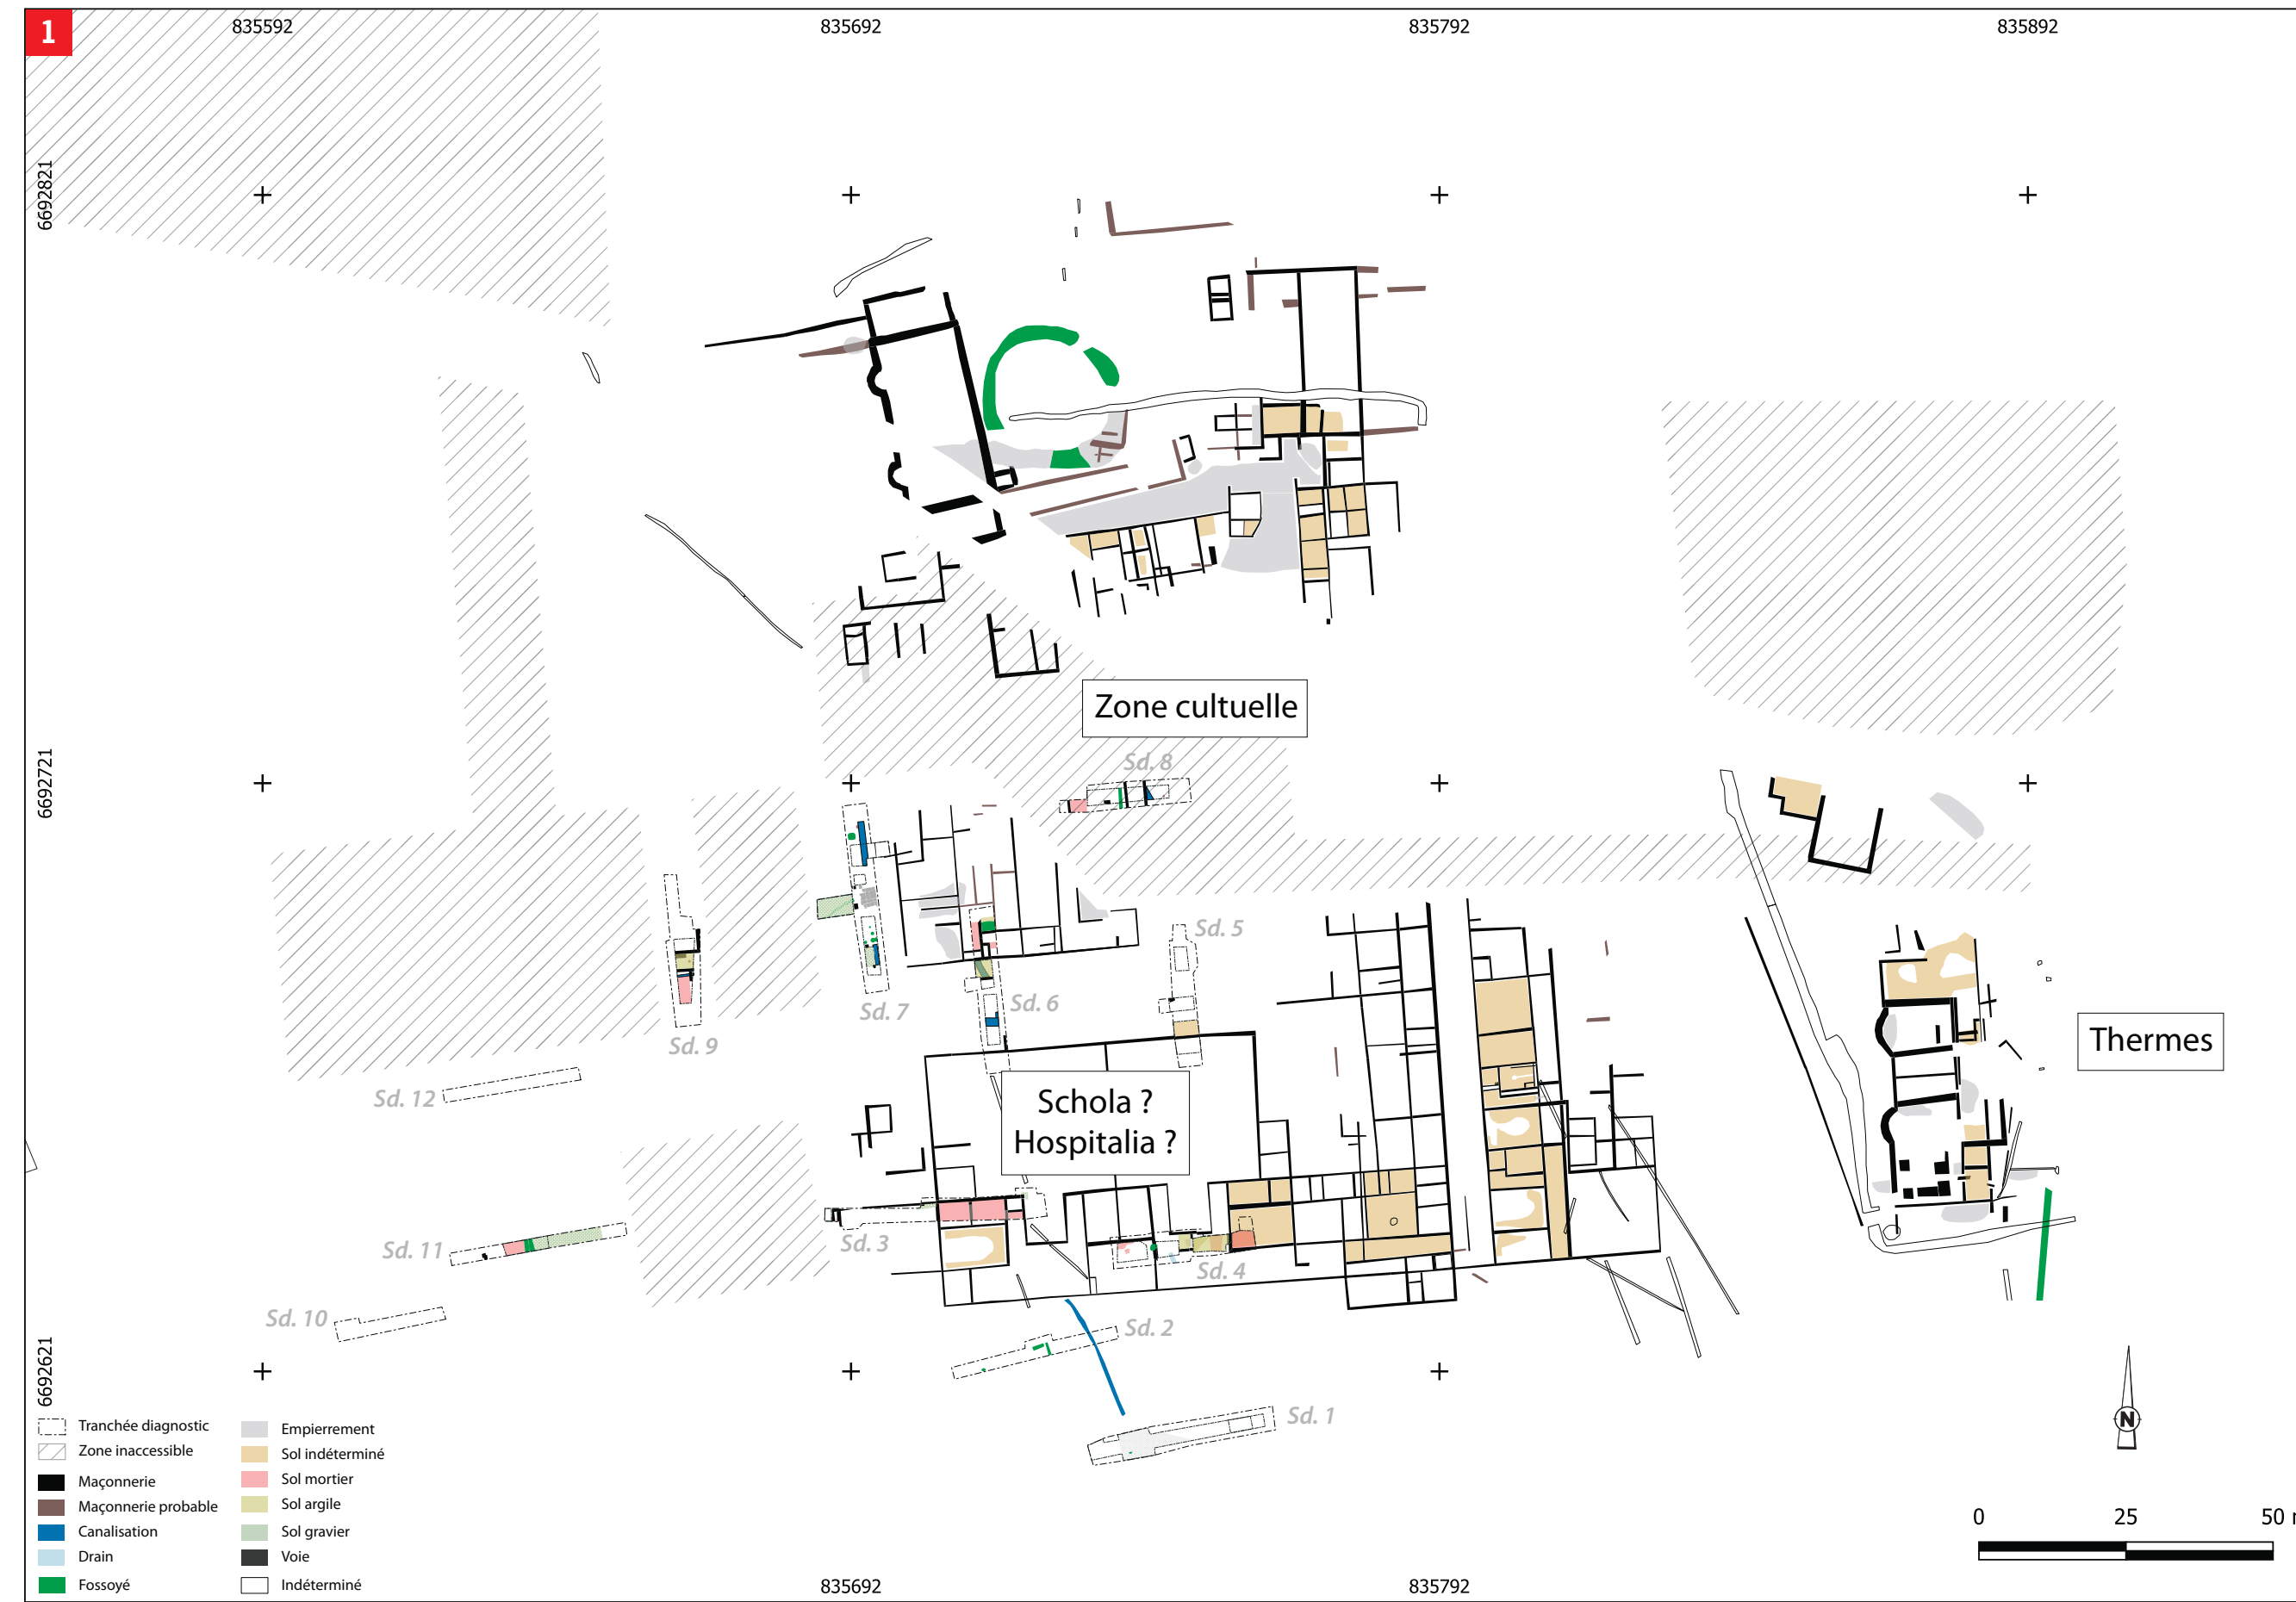 1
835592
835692
835792
835892
6692821
Zone cultuelle
6692721
Sd. 8
Sd. 5
Sd. 7
Sd. 6
Sd. 9
Thermes
Sd. 12
Schola ?
Hospitalia ?
Sd. 3
Sd. 11
Sd. 4
Sd. 10
Sd. 2
6692621
Sd. 1
N
Tranchée diagnostic
Zone inaccessible
Maçonnerie
Maçonnerie probable
Canalisation
Drain
Fossoyé
Empierrement
Sol indéterminé
Sol mortier
Sol argile
Sol gravier
Voie
Indéterminé
0
25
50
835692
835792